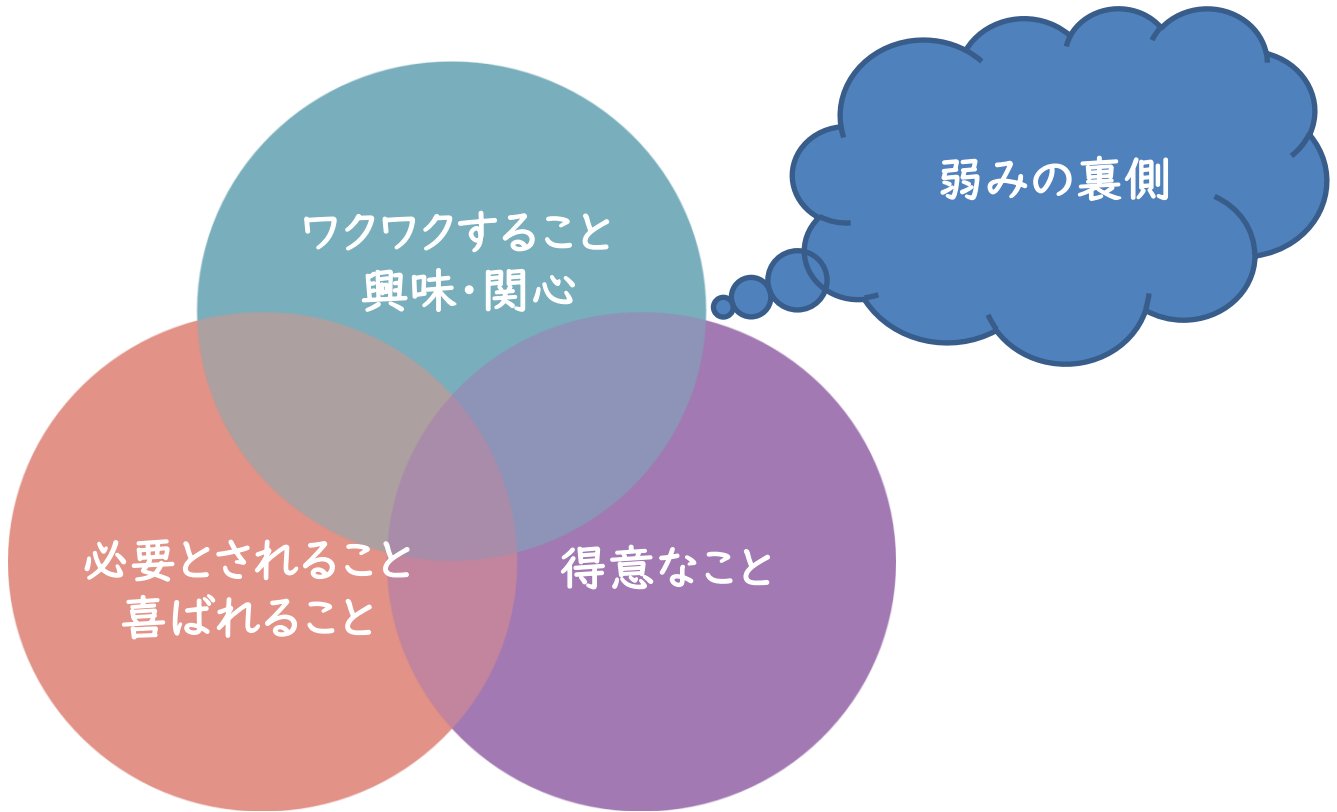 弱みの裏側
ワクワクすること
興味・関心
必要とされること
喜ばれること
得意なこと